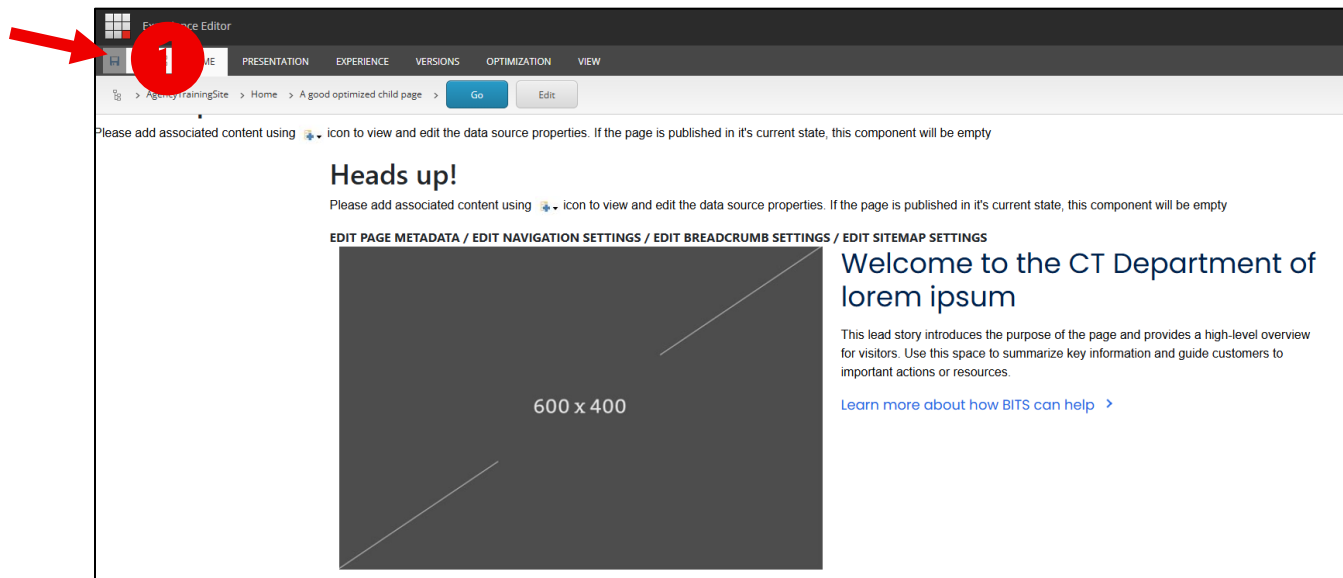 Experience Editor
1
PRESENTATION EXPERIENCE VERSIONS OPTIMIZATION VIEW
> AgencyTrainingSite > Home > A good optimized child page > Go Edit
Please add associated content using icon to view and edit the data source properties. If the page is published in it's current state, this component will be empty
Heads up!
Please add associated content using icon to view and edit the data source properties. If the page is published in it's current state, this component will be empty
EDIT PAGE METADATA / EDIT NAVIGATION SETTINGS / EDIT BREADCRUMB SETTINGS / EDIT SITEMAP SETTINGS
Welcome to the CT Department of
lorem ipsum
This lead story introduces the purpose of the page and provides a high-level overview
for visitors. Use this space to summarize key information and guide customers to
important actions or resources.
Learn more about how BITS can help >
600 x 400